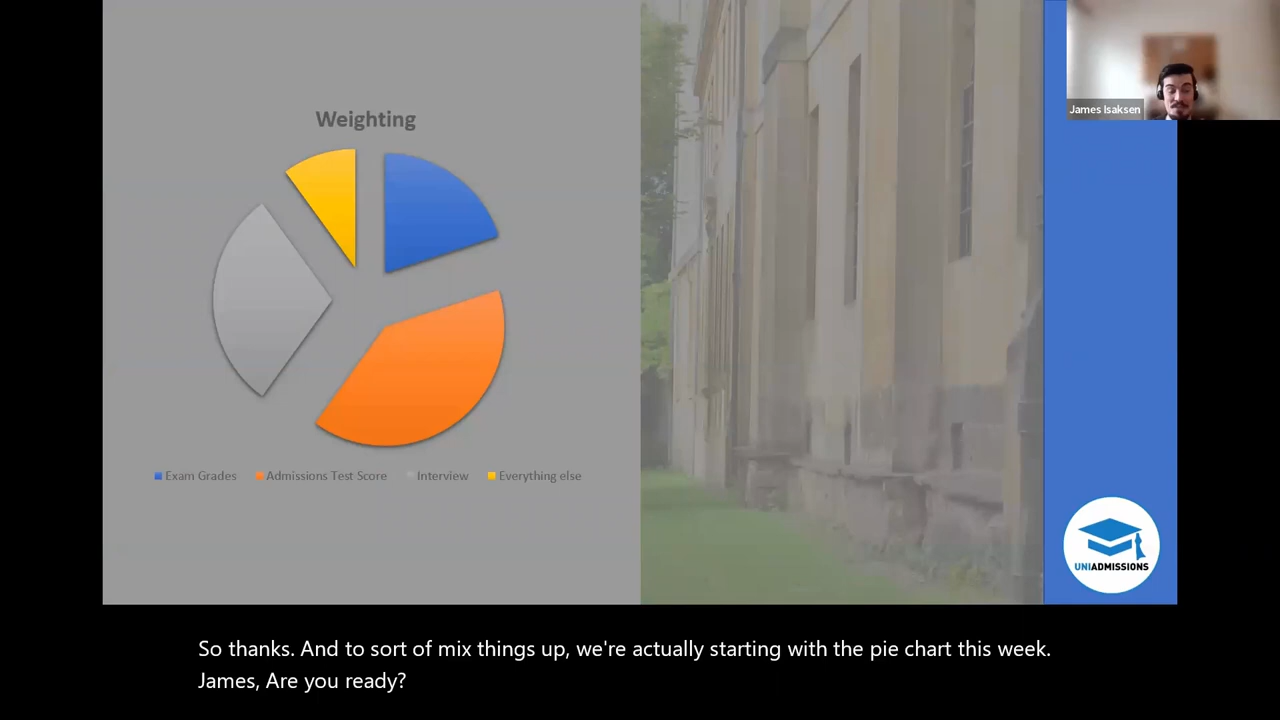 James Isaksen
Weighting
Exam Grades Admissions Test Score Interview Everything else
UNIADMISSIONS
So thanks. And to sort of mix things up, we're actually starting with the pie chart this week.
James, Are you ready?